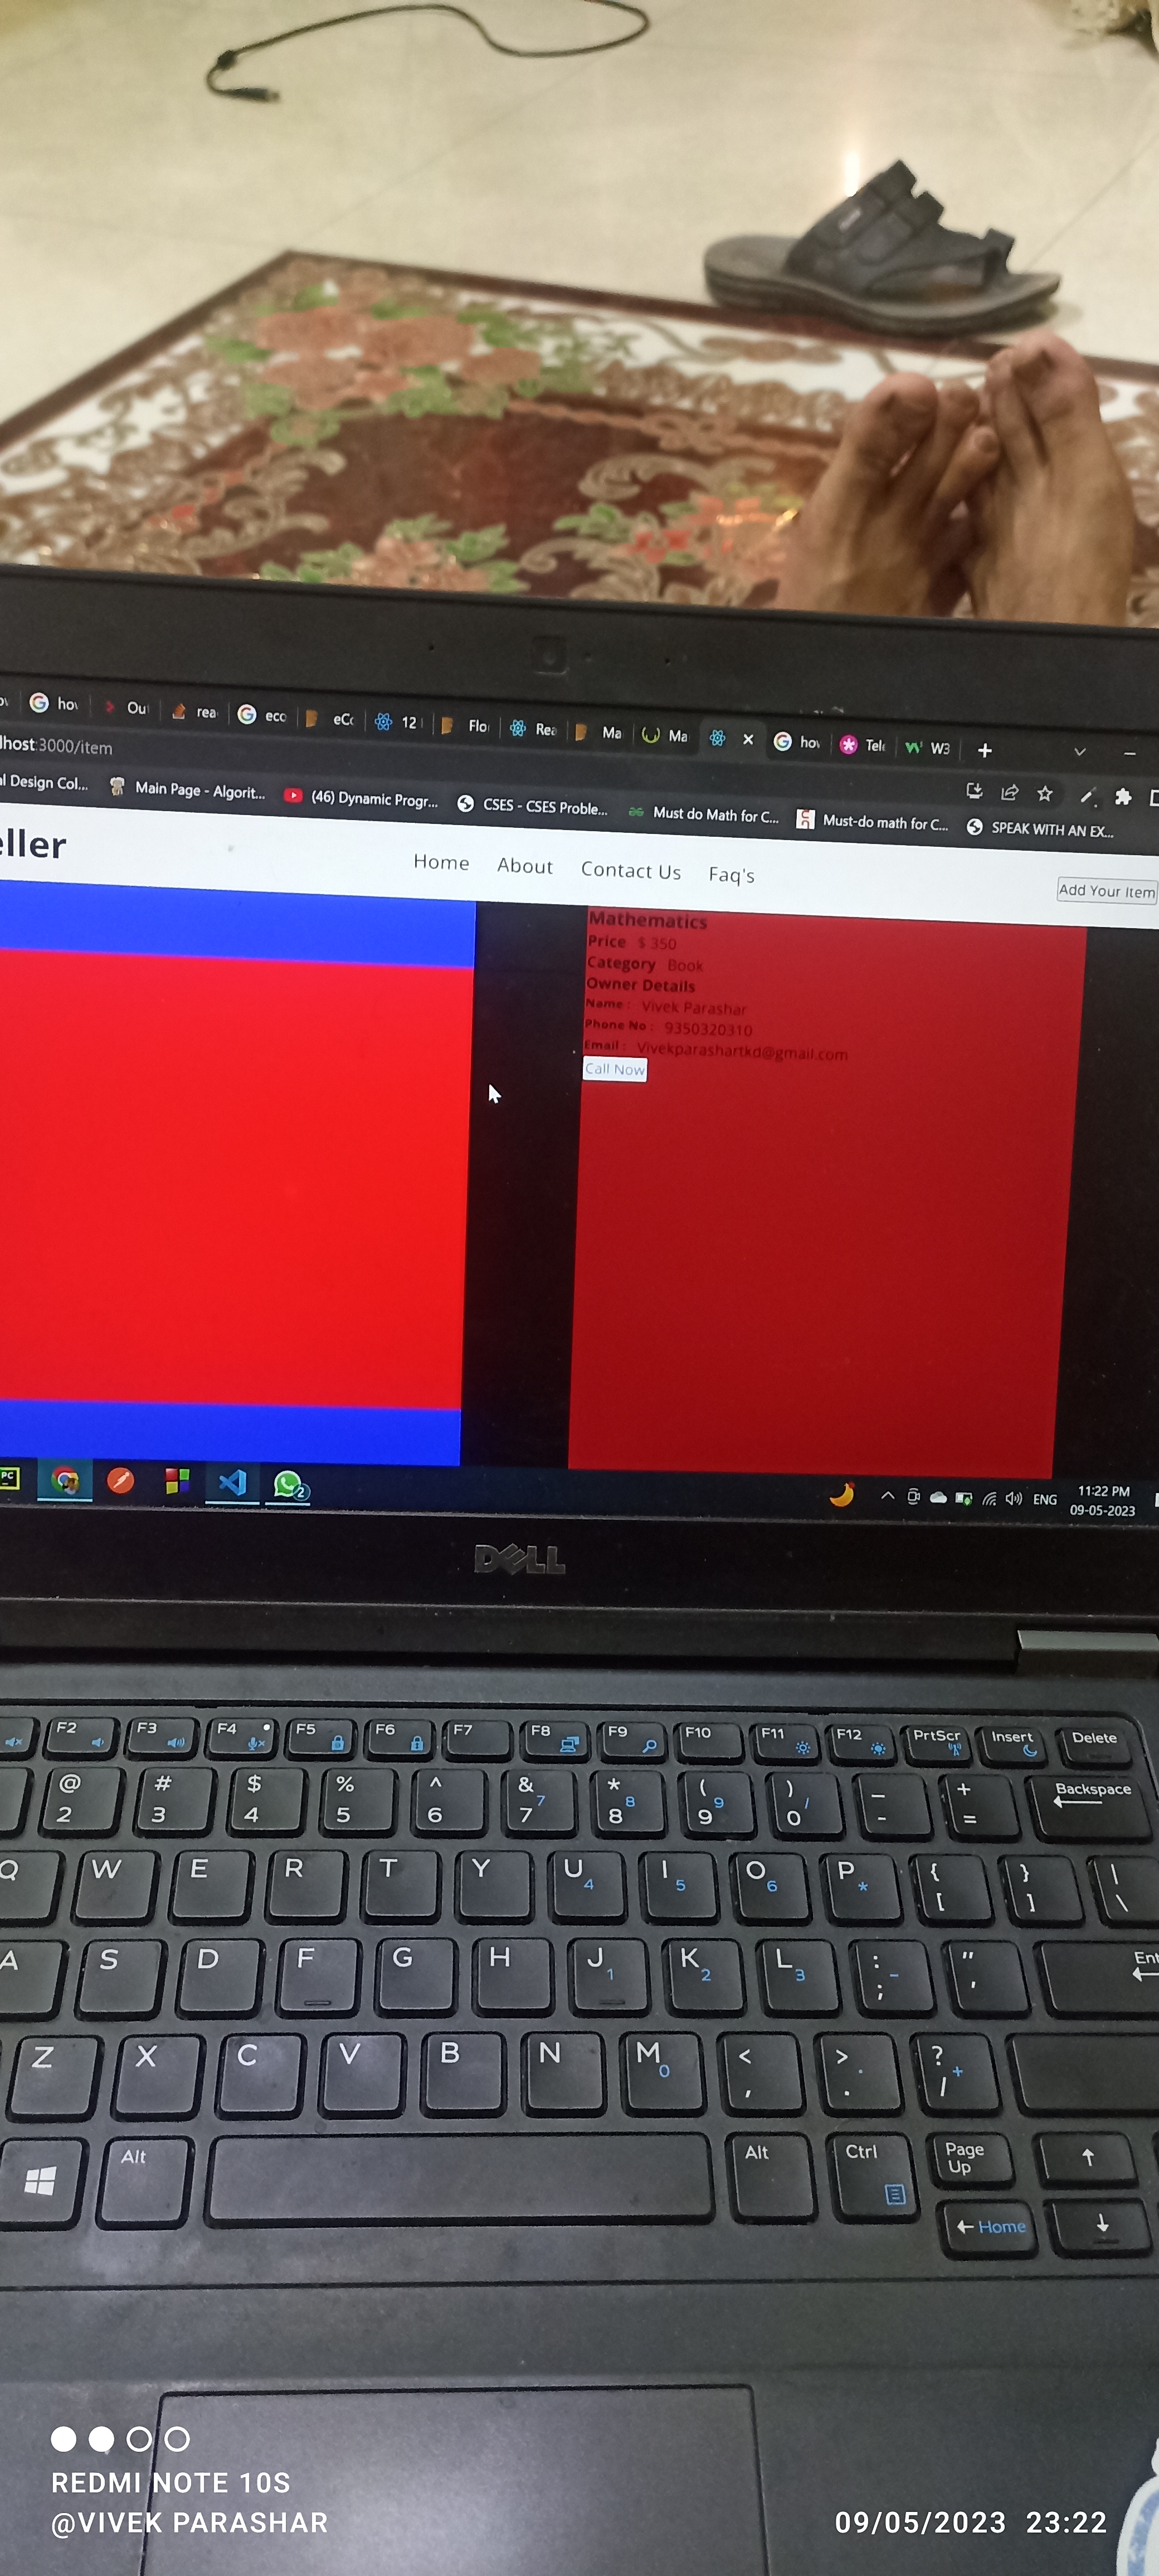 hov
Ou
rea
ecc
eCc
12
Flo
Rea
Ma
Ma
hov
Tele
W3
lhost:3000/item
l Design Col...
Main Page - Algorit...
(46) Dynamic Progr...
CSES - CSES Proble...
Must do Math for C...
Must-do math for C...
SPEAK WITH AN EX...
eller
Home About Contact Us Faq's
Add Your Item
Mathematics
Price $ 350
Category Book
Owner Details
Name : Vivek Parashar
Phone No : 9350320310
Email : Vivekparashartkd@gmail.com
Call Now
PC
2
ENG
11:22 PM
09-05-2023
DELL
F2 F3 F4 F5 F6 F7 F8 F9 F10 F11 F12 PrtScr Insert Delete
@ # $ % ^ & 7 * 8 ( 9 ) / _ + Backspace
2 3 4 5 6 7 8 9 0 - =
Q W E R T Y U 4 I 5 O 6 P * { [ } ] | \
A S D F G H J 1 K 2 L 3 : ; - " ' Ent
Z X C V B N M 0 < , > . . ? / +
Alt Alt Ctrl Page Up
Home
REDMI NOTE 10S
@VIVEK PARASHAR
09/05/2023 23:22